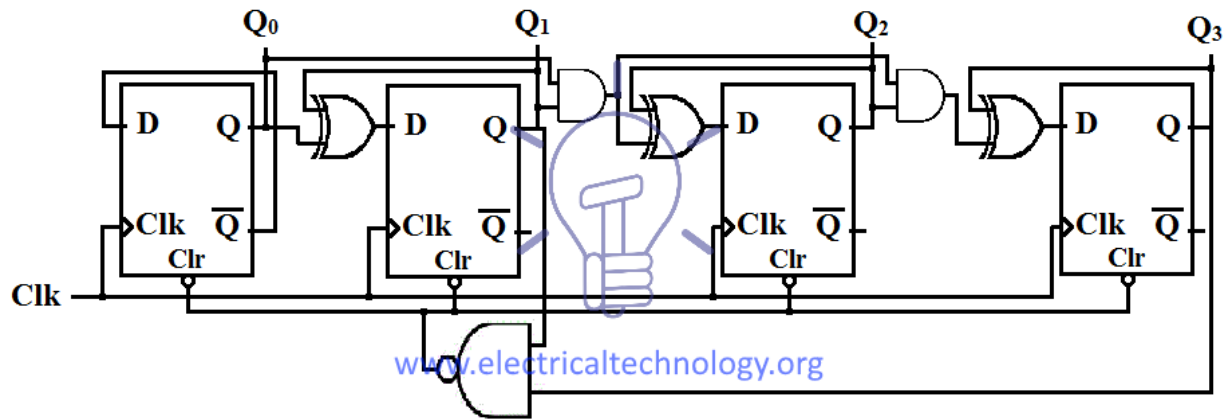 Q0 Q1 Q2 Q3
D Q D Q D Q D Q
Clk Q̅ Clk Q̅ Clk Q̅ Clk Q̅
Clr Clr Clr Clr
Clk
www.electricaltechnology.org